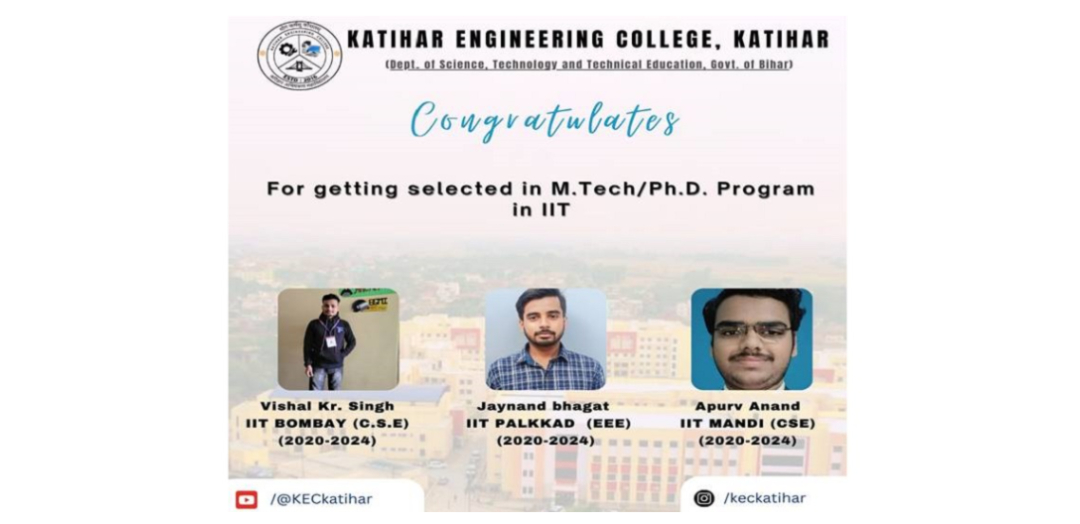 KATIHAR ENGINEERING COLLEGE, KATIHAR
(Dept. of Science, Technology and Technical Education, Govt. of Bihar)
Congratulates
For getting selected in M.Tech/Ph.D. Program
in IIT
Vishal Kr. Singh
IIT BOMBAY (C.S.E)
(2020-2024)
Jaynand bhagat
IIT PALKKAD (EEE)
(2020-2024)
Apurv Anand
IIT MANDI (CSE)
(2020-2024)
/@KECkatihar
/keckatihar